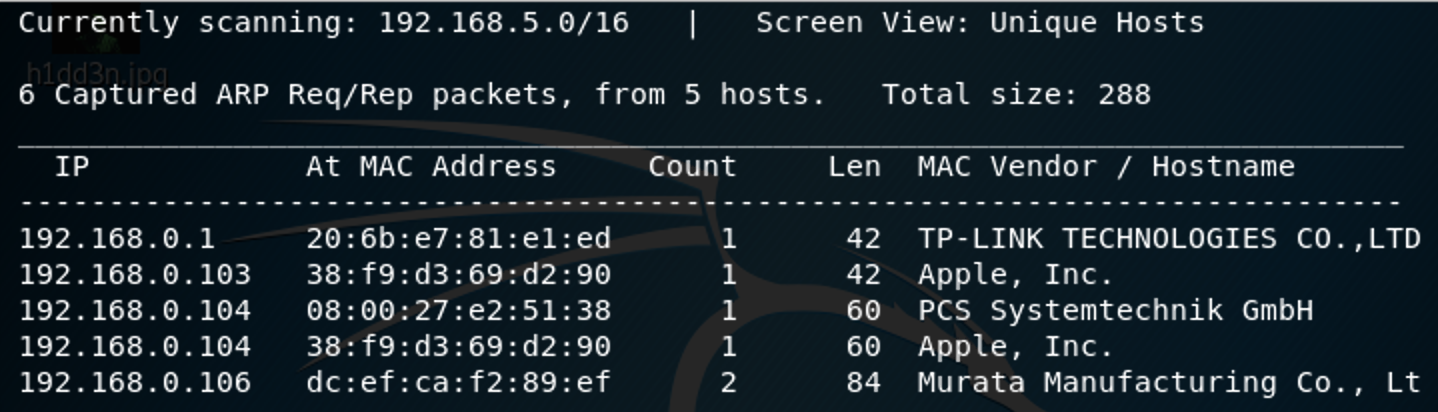 Currently scanning: 192.168.5.0/16   |   Screen View: Unique Hosts
h1dd3n.jpg
6 Captured ARP Req/Rep packets, from 5 hosts.   Total size: 288
_____________________________________________________________________________
  IP            At MAC Address     Count     Len  MAC Vendor / Hostname
-----------------------------------------------------------------------------
192.168.0.1     20:6b:e7:81:e1:ed      1      42  TP-LINK TECHNOLOGIES CO.,LTD
192.168.0.103   38:f9:d3:69:d2:90      1      42  Apple, Inc.
192.168.0.104   08:00:27:e2:51:38      1      60  PCS Systemtechnik GmbH
192.168.0.104   38:f9:d3:69:d2:90      1      60  Apple, Inc.
192.168.0.106   dc:ef:ca:f2:89:ef      2      84  Murata Manufacturing Co., Lt